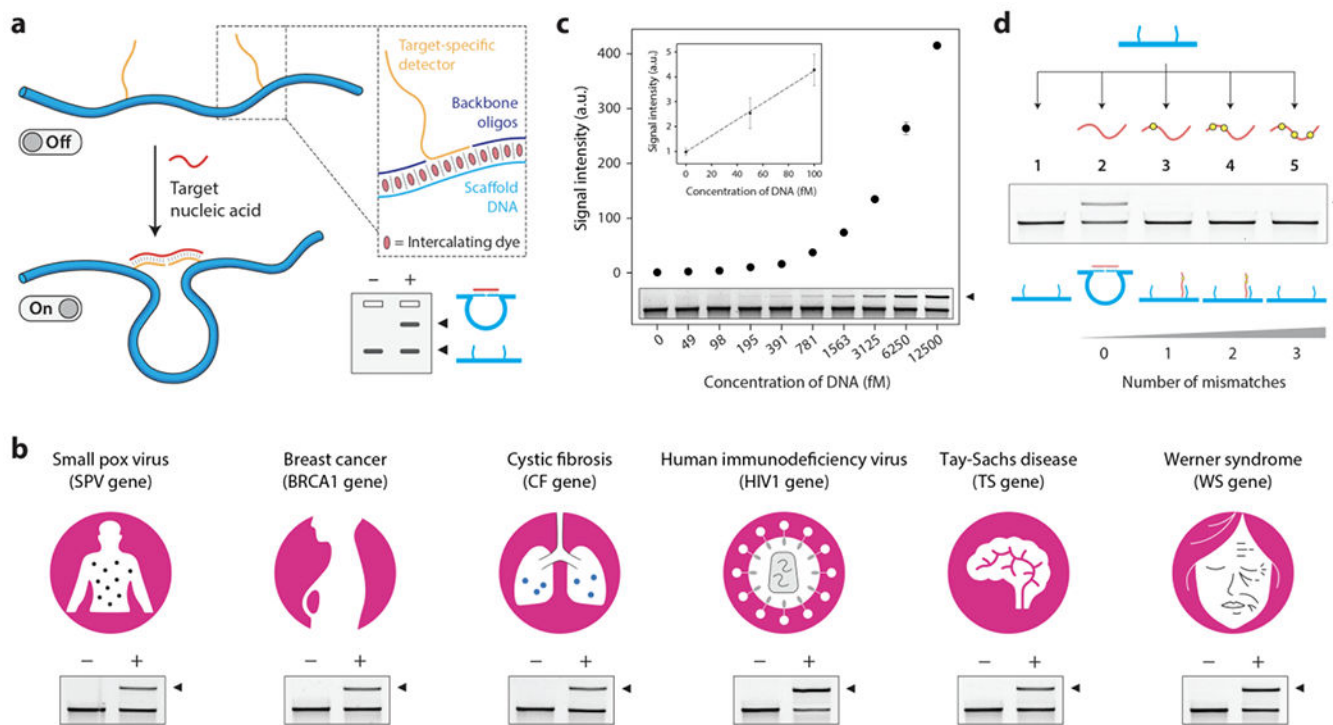 a
Target-specific
detector
Backbone
oligos
Scaffold
DNA
= Intercalating dye
Off
Target
nucleic acid
On
− +
c
Signal intensity (a.u.)
400
300
200
100
0
Signal intensity (a.u.)
5
4
3
2
1
0 20 40 60 80 100
Concentration of DNA (fM)
0 49 98 195 391 781 1563 3125 6250 12500
Concentration of DNA (fM)
d
1 2 3 4 5
0 1 2 3
Number of mismatches
b
Small pox virus
(SPV gene)
− +
Breast cancer
(BRCA1 gene)
− +
Cystic fibrosis
(CF gene)
− +
Human immunodeficiency virus
(HIV1 gene)
− +
Tay-Sachs disease
(TS gene)
− +
Werner syndrome
(WS gene)
− +